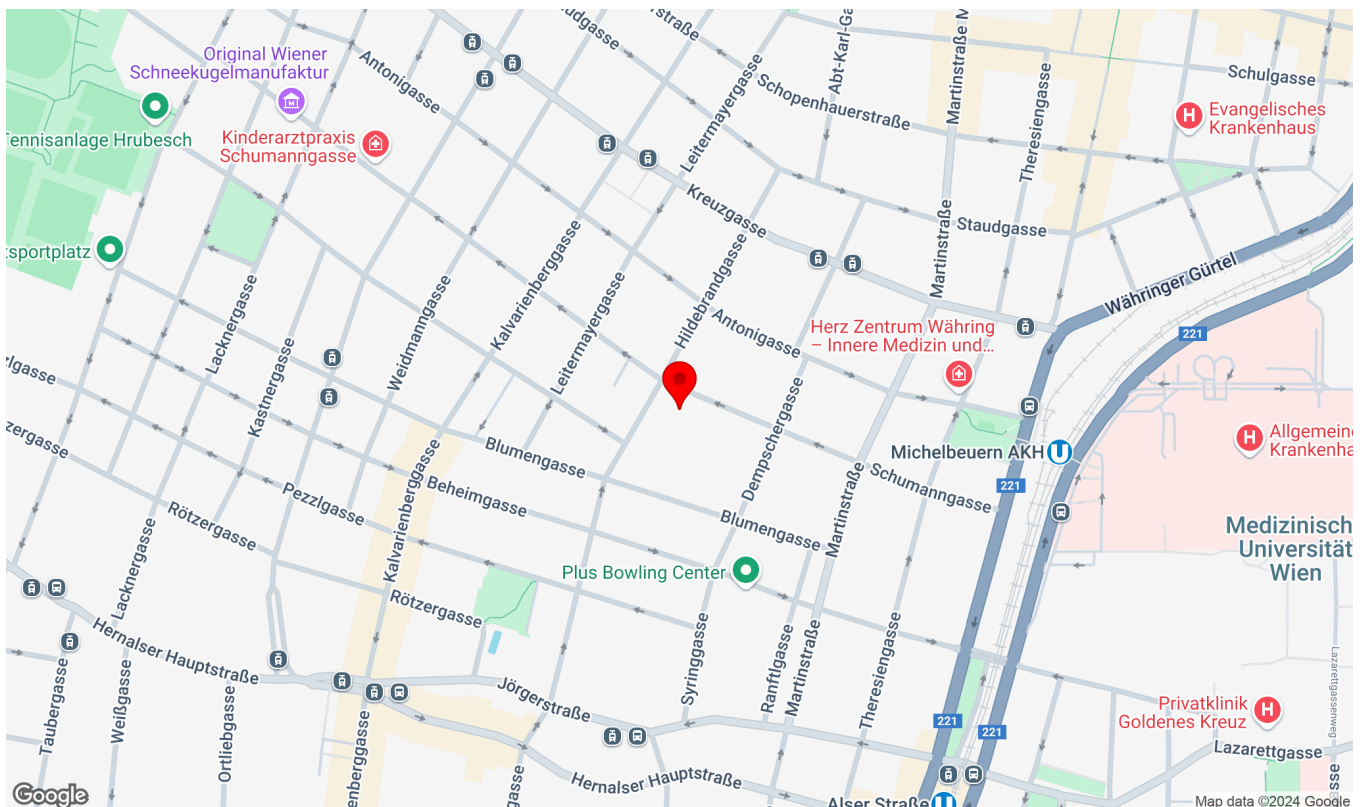 Original Wiener
Schneekugelmanufaktur
Antonigasse
Leitermayergasse
Abt-Karl-Ga
Martinstraße M
Theresiengasse
Schulgasse
Schopenhauerstraße
Evangelisches
Krankenhaus
Tennisanlage Hrubesch
Kinderarztpraxis
Schumanngasse
Kreuzgasse
Staudgasse
tsportplatz
Lacknergasse
Kastnergasse
Weidmanngasse
Kalvarienberggasse
Leitermayergasse
Hildebrandgasse
Antonigasse
Martinstraße
Währinger Gürtel
221
Herz Zentrum Währing
– Innere Medizin und...
Michelbeuern AKH
221
Allgemeine
Krankenha
Medizinisch
Universität
Wien
Blumengasse
Beheimgasse
Pezzlgasse
Rötzergasse
Dempschergasse
Schumanngasse
Blumengasse
Martinstraße
Plus Bowling Center
Kalvarienberggasse
Rötzergasse
Lacknergasse
Hernalser Hauptstraße
Taubergasse
Weißgasse
Ortliebgasse
Jörgerstraße
Syringgasse
Ranftlgasse
Martinstraße
Theresiengasse
Hernalser Hauptstraße
221
221
Privatklinik
Goldenes Kreuz
Lazarettgasse
Lazarettgassenweg
Alser Straße
Google
Map data ©2024 Google